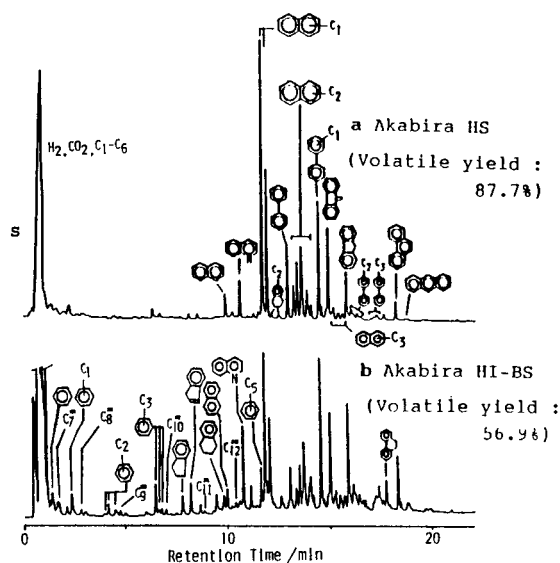 C1
C2
C1
a Akabira HS
(Volatile yield :
87.7%)
H2,CO2,C1-C6
S
N
C2
C2
C3
C3
b Akabira HI-BS
(Volatile yield :
56.9%)
C1
C7=
C8=
C2
C9=
C3
C10=
C11=
C12=
N
C5
0
10
20
Retention Time /min